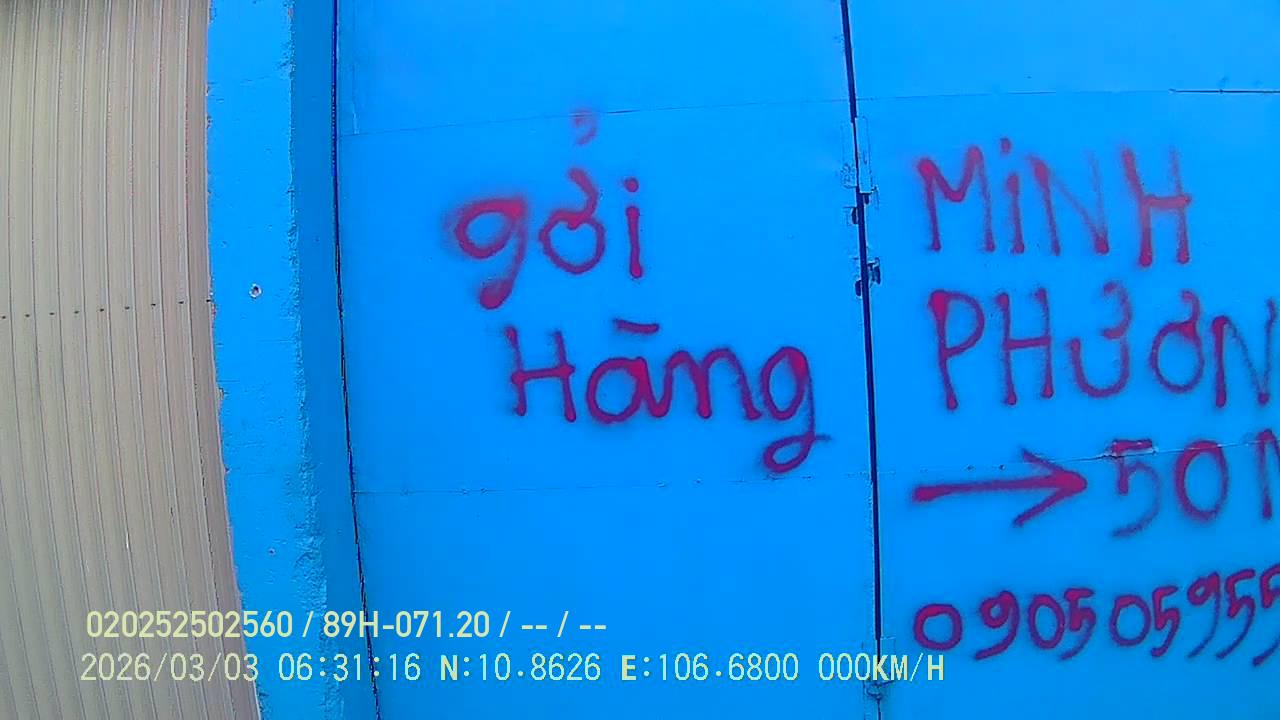 gởi
Hāng
MiNH
PHƯƠN
→ 50
090505955
020252502560 / 89H-071.20 / -- / --
2026/03/03 06:31:16 N:10.8626 E:106.6800 000KM/H